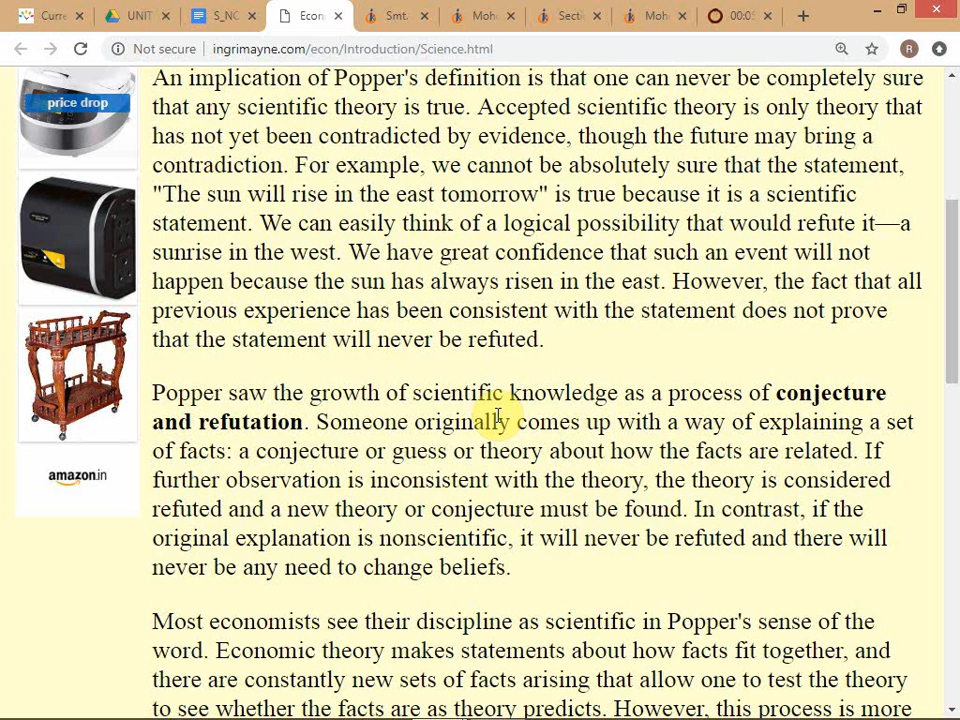 Curre
UNIT
S_NC
Econ
Smt.
Moh
Secti
Moh
00:0
Not secure
ingrimayne.com/econ/Introduction/Science.html
R
price drop
amazon.in
An implication of Popper's definition is that one can never be completely sure
that any scientific theory is true. Accepted scientific theory is only theory that
has not yet been contradicted by evidence, though the future may bring a
contradiction. For example, we cannot be absolutely sure that the statement,
"The sun will rise in the east tomorrow" is true because it is a scientific
statement. We can easily think of a logical possibility that would refute it—a
sunrise in the west. We have great confidence that such an event will not
happen because the sun has always risen in the east. However, the fact that all
previous experience has been consistent with the statement does not prove
that the statement will never be refuted.
Popper saw the growth of scientific knowledge as a process of conjecture
and refutation. Someone originally comes up with a way of explaining a set
of facts: a conjecture or guess or theory about how the facts are related. If
further observation is inconsistent with the theory, the theory is considered
refuted and a new theory or conjecture must be found. In contrast, if the
original explanation is nonscientific, it will never be refuted and there will
never be any need to change beliefs.
Most economists see their discipline as scientific in Popper's sense of the
word. Economic theory makes statements about how facts fit together, and
there are constantly new sets of facts arising that allow one to test the theory
to see whether the facts are as theory predicts. However, this process is more